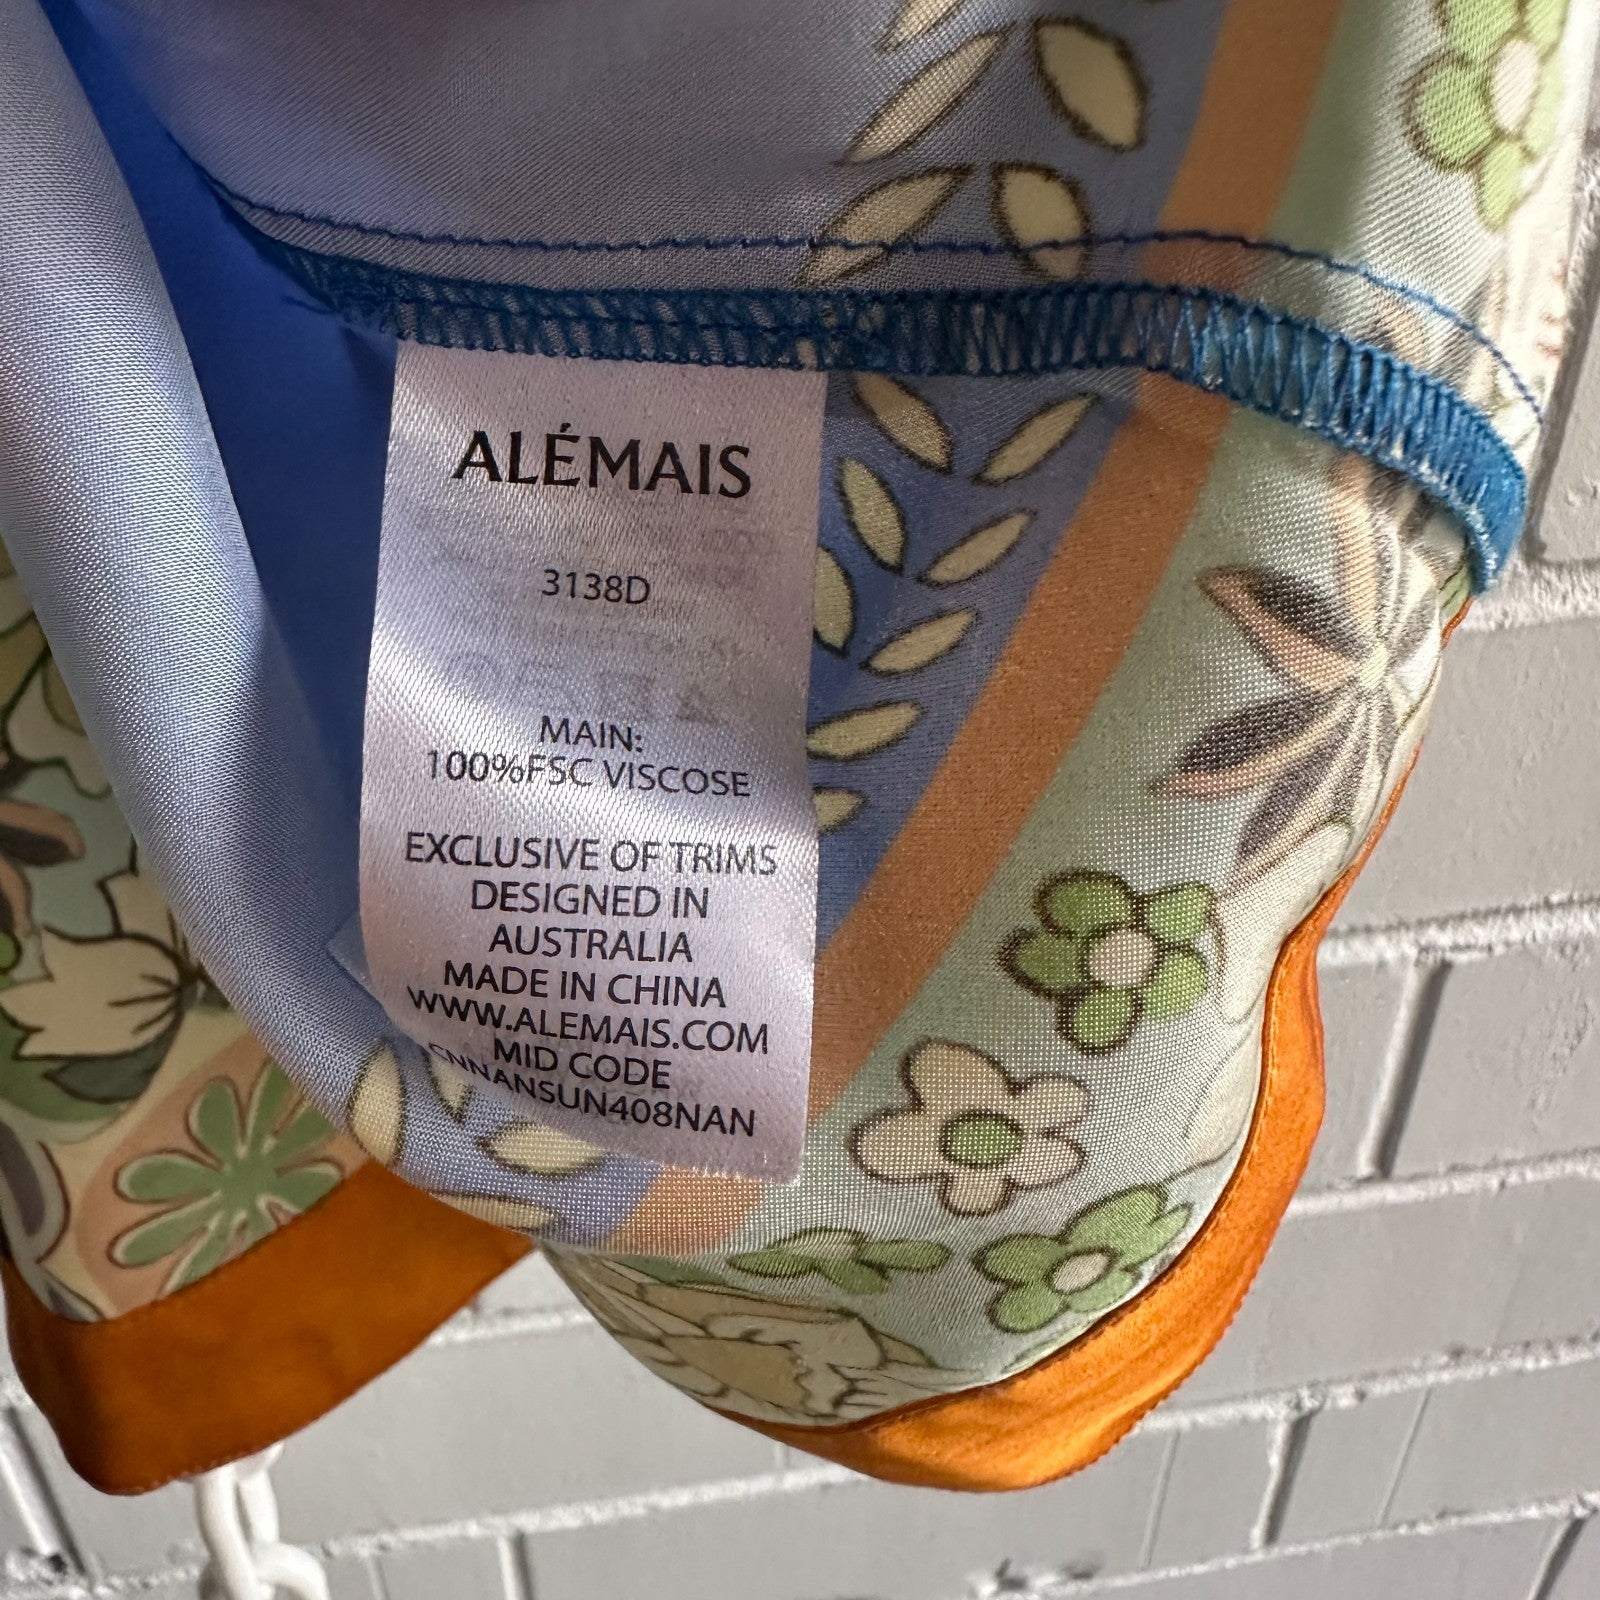 ALÉMAIS
3138D
MAIN:
100%FSC VISCOSE
EXCLUSIVE OF TRIMS
DESIGNED IN
AUSTRALIA
MADE IN CHINA
WWW.ALEMAIS.COM
MID CODE
CNNANSUN408NAN